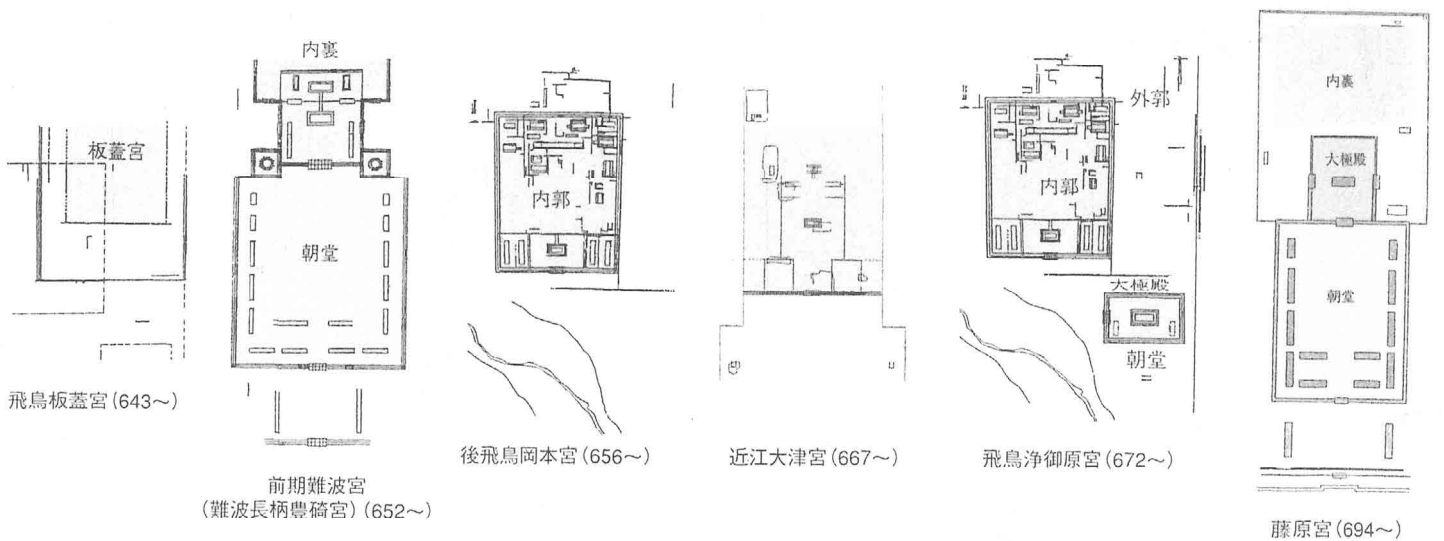 板蓋宮
飛鳥板蓋宮(643~)
内裏
朝堂
前期難波宮
(難波長柄豊碕宮)(652~)
内郭
後飛鳥岡本宮(656~)
近江大津宮(667~)
外郭
内郭
大極殿
朝堂
飛鳥浄御原宮(672~)
内裏
大極殿
朝堂
藤原宮(694~)